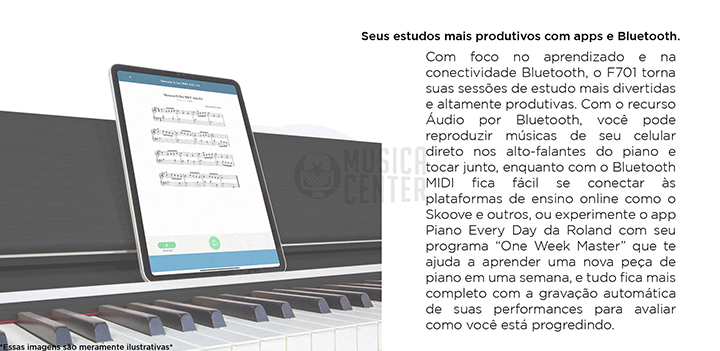 Seus estudos mais produtivos com apps e Bluetooth.
Com foco no aprendizado e na
conectividade Bluetooth, o F701 torna
suas sessões de estudo mais divertidas
e altamente produtivas. Com o recurso
Áudio por Bluetooth, você pode
reproduzir músicas de seu celular
direto nos alto-falantes do piano e
tocar junto, enquanto com o Bluetooth
MIDI fica fácil se conectar às
plataformas de ensino online como o
Skoove e outros, ou experimente o app
Piano Every Day da Roland com seu
programa “One Week Master” que te
ajuda a aprender uma nova peça de
piano em uma semana, e tudo fica mais
completo com a gravação automática
de suas performances para avaliar
como você está progredindo.
MUSICAL
CENTER
*Essas imagens são meramente ilustrativas*